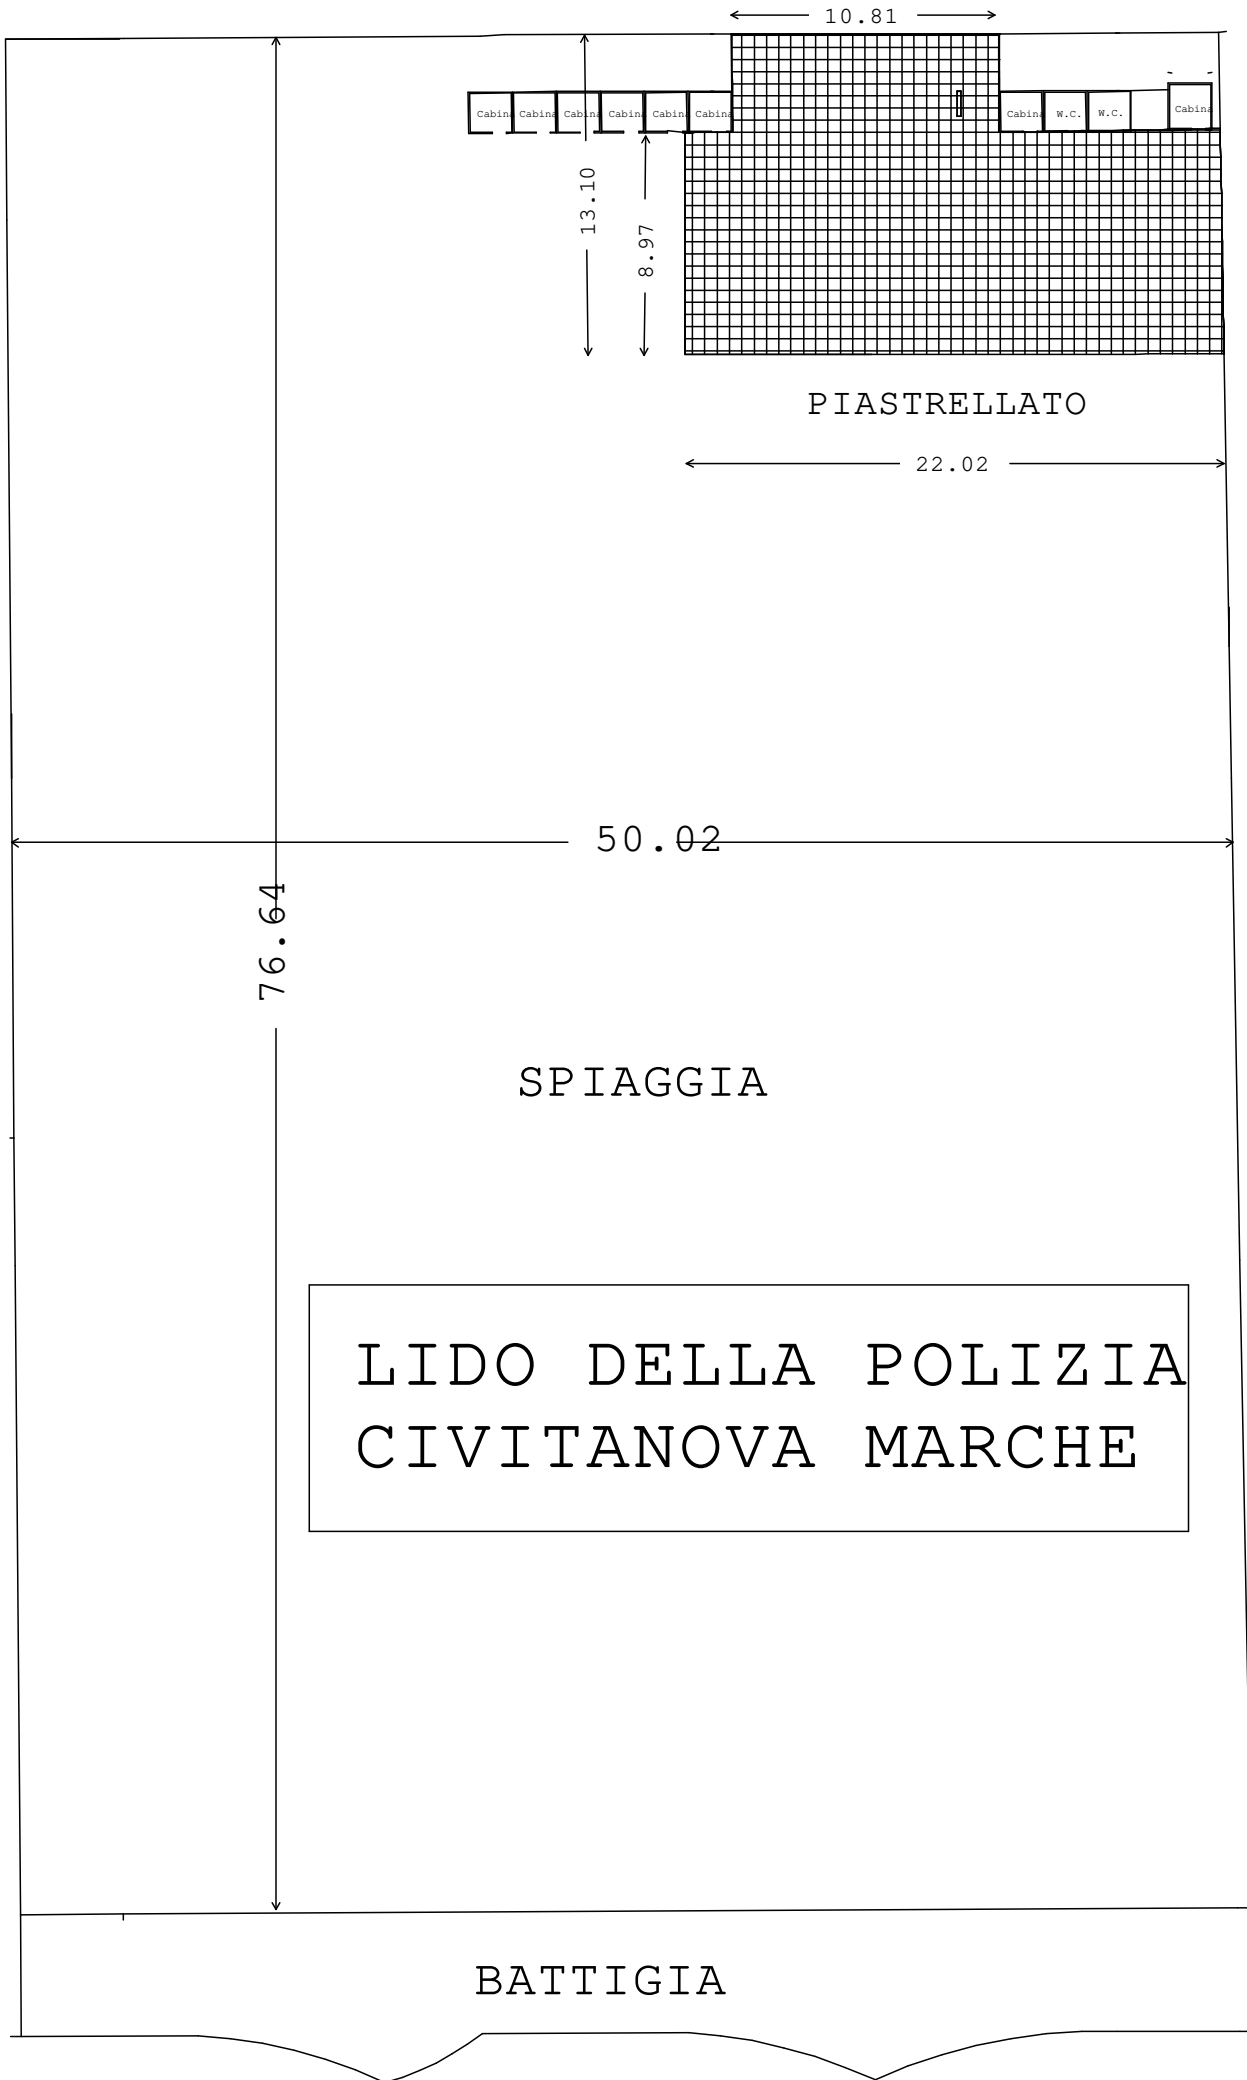 10.81
Cabina Cabina Cabina Cabina Cabina Cabina Cabina W.C. W.C. Cabina
13.10
8.97
PIASTRELLATO
22.02
50.02
76.64
SPIAGGIA
LIDO DELLA POLIZIA
CIVITANOVA MARCHE
BATTIGIA